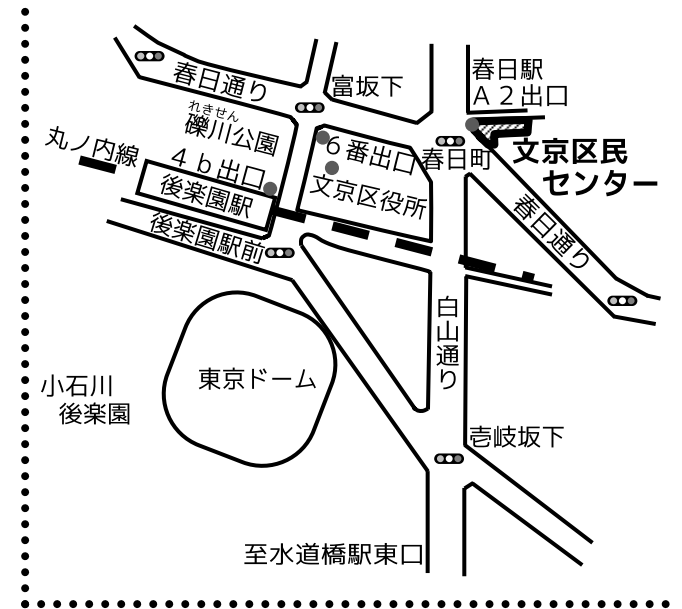 春日通り
富坂下
春日駅
Ａ２出口
れきせん
礫川公園
丸ノ内線
４ｂ出口
６番出口
春日町
文京区民
センター
後楽園駅
文京区役所
春日通り
後楽園駅前
白山通り
東京ドーム
小石川
後楽園
壱岐坂下
至水道橋駅東口